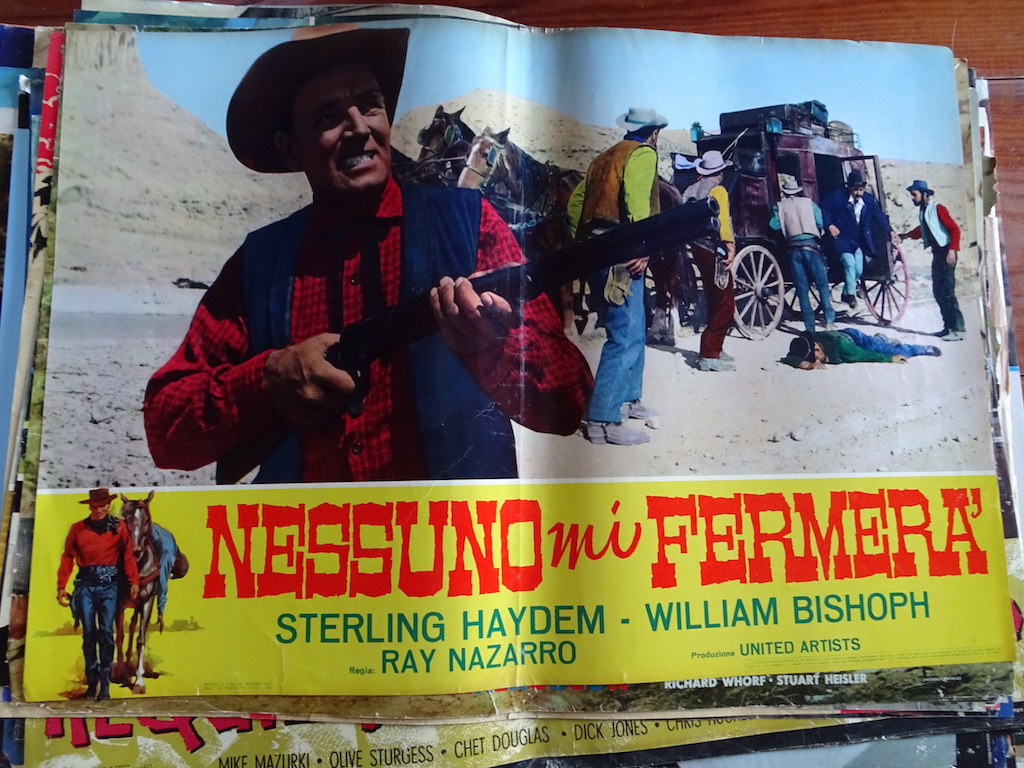 NESSUNO mi FERMERA'
STERLING HAYDEM - WILLIAM BISHOPH
Regia: RAY NAZARRO
Produzione UNITED ARTISTS
RICHARD WHORF • STUART HEISLER
MIKE MAZURKI • OLIVE STURGESS • CHET DOUGLAS • DICK JONES • CHRIS